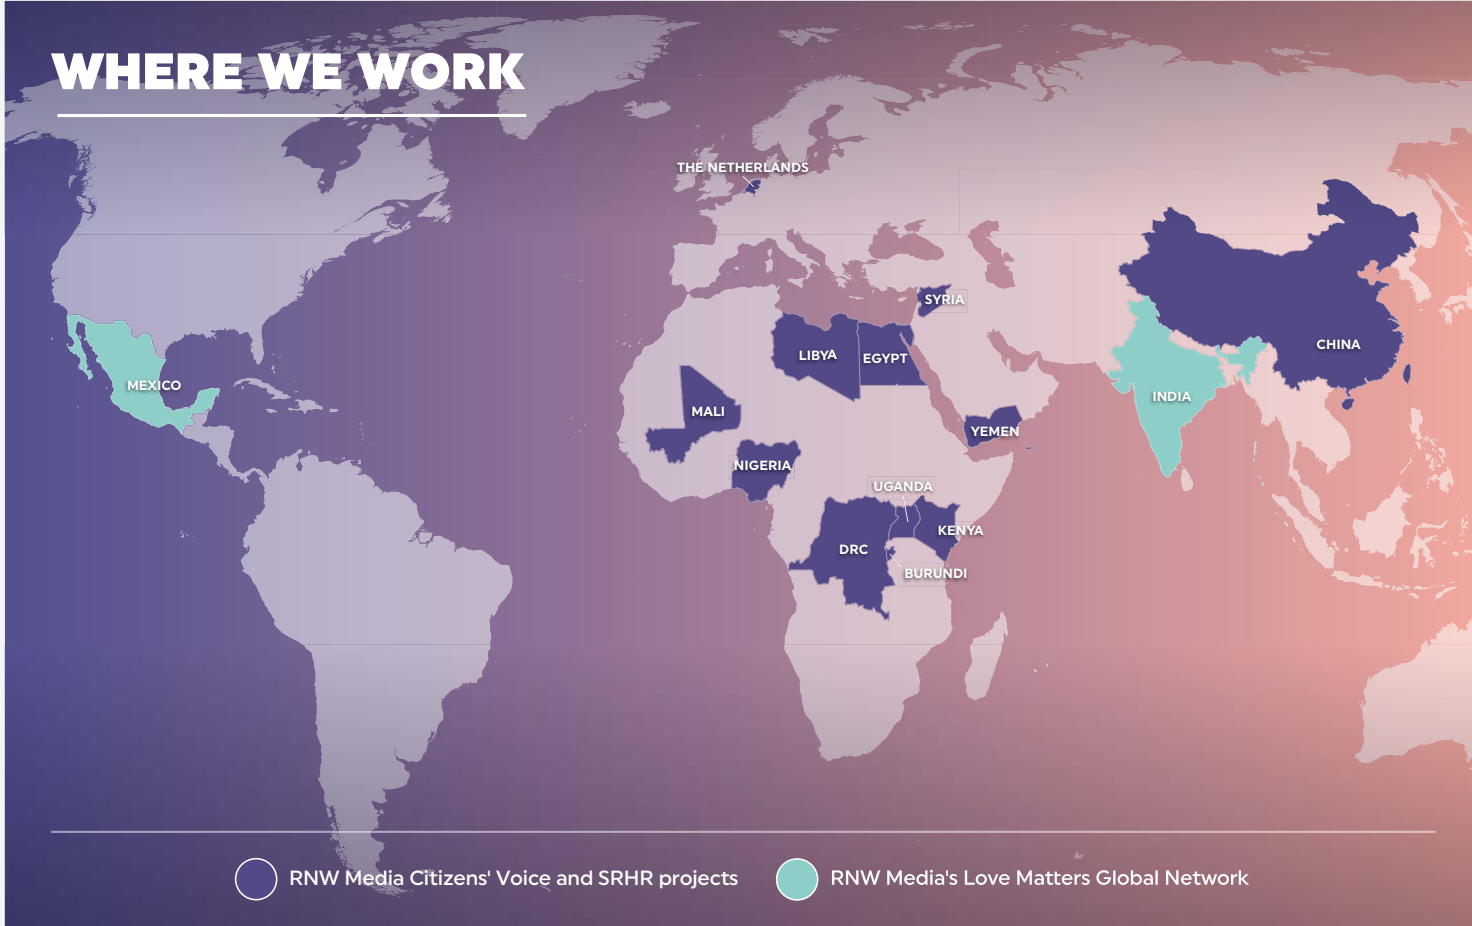 WHERE WE WORK
THE NETHERLANDS
SYRIA
LIBYA
EGYPT
CHINA
MEXICO
INDIA
MALI
YEMEN
NIGERIA
UGANDA
KENYA
DRC
BURUNDI
RNW Media Citizens' Voice and SRHR projects
RNW Media's Love Matters Global Network